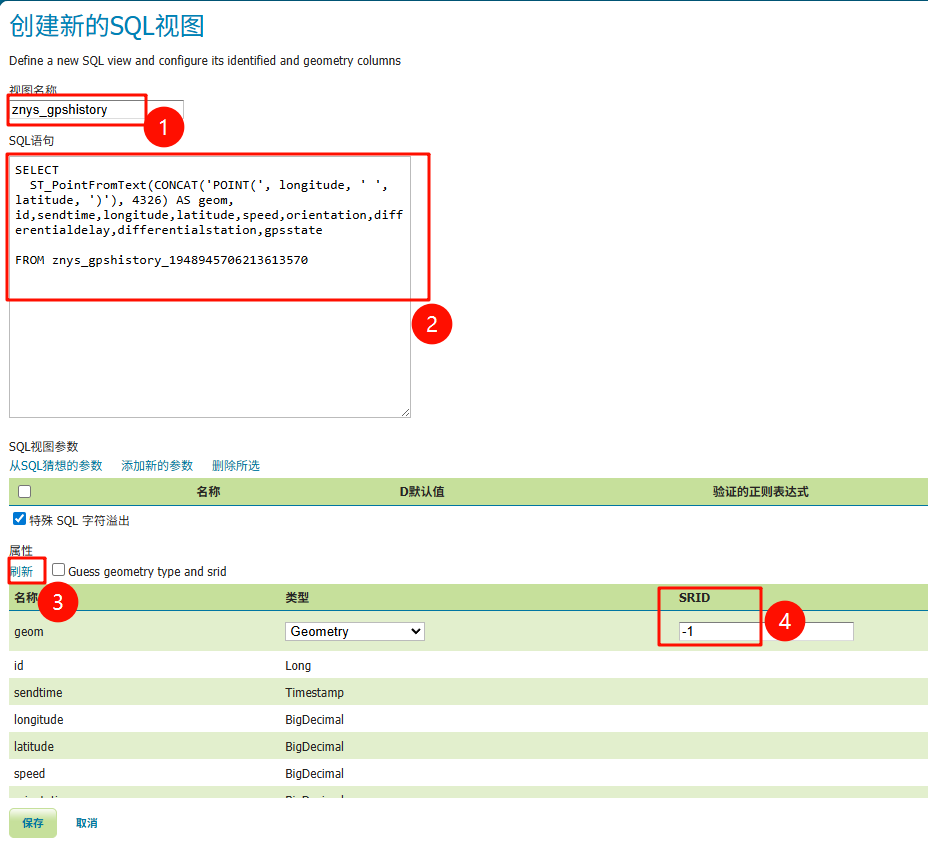 创建新的SQL视图
Define a new SQL view and configure its identified and geometry columns
视图名称
znys_gpshistory
1
SQL语句
SELECT
ST_PointFromText(CONCAT('POINT(', longitude, ' ',
latitude, ')'), 4326) AS geom,
id,sendtime,longitude,latitude,speed,orientation,diff
erentialdelay,differentialstation,gpsstate
FROM znys_gpshistory_1948945706213613570
2
SQL视图参数
从SQL猜想的参数 添加新的参数 删除所选
名称 D默认值 验证的正则表达式
特殊 SQL 字符溢出
属性
刷新 Guess geometry type and srid
3
名称 类型 SRID
geom Geometry -1
4
id Long
sendtime Timestamp
longitude BigDecimal
latitude BigDecimal
speed BigDecimal
保存 取消